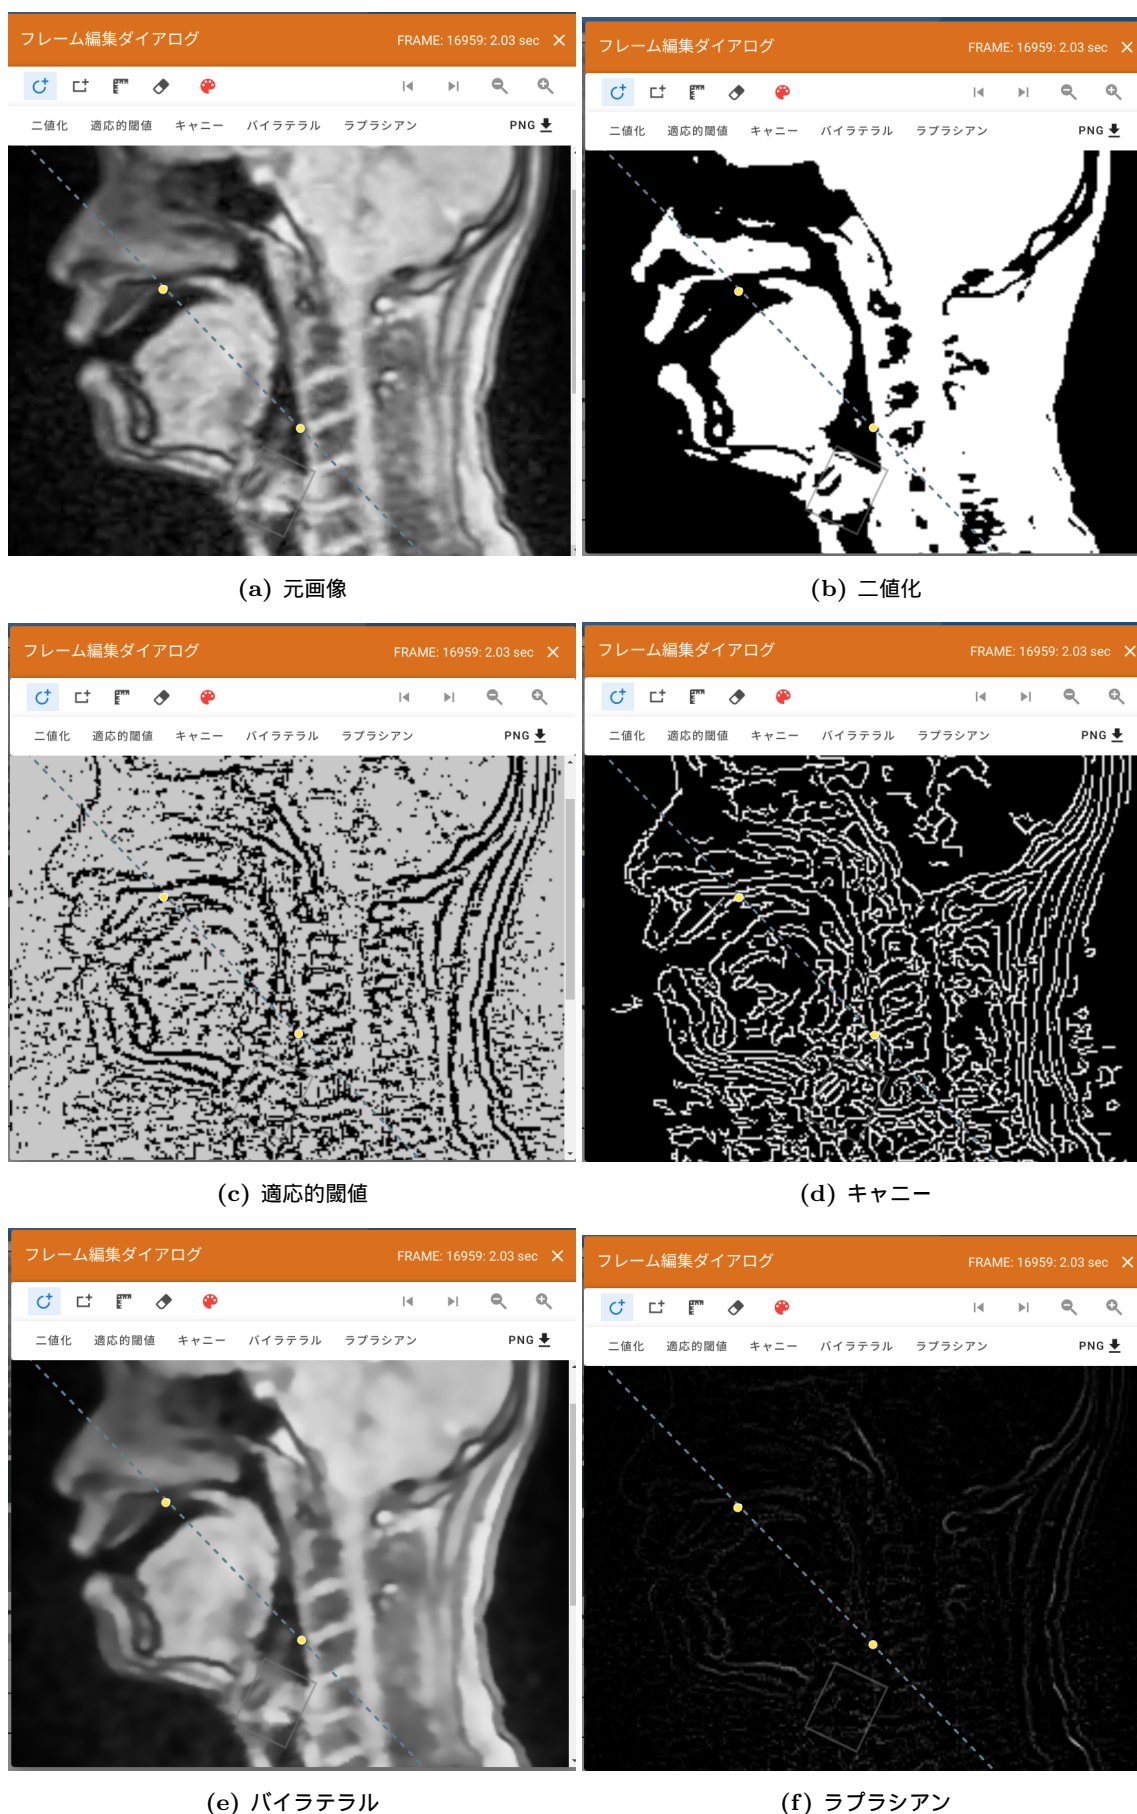 フレーム編集ダイアログ FRAME: 16959: 2.03 sec ×
二値化 適応的閾値 キャニー バイラテラル ラプラシアン PNG
(a) 元画像
フレーム編集ダイアログ FRAME: 16959: 2.03 sec ×
二値化 適応的閾値 キャニー バイラテラル ラプラシアン PNG
(b) 二値化
フレーム編集ダイアログ FRAME: 16959: 2.03 sec ×
二値化 適応的閾値 キャニー バイラテラル ラプラシアン PNG
(c) 適応的閾値
フレーム編集ダイアログ FRAME: 16959: 2.03 sec ×
二値化 適応的閾値 キャニー バイラテラル ラプラシアン PNG
(d) キャニー
フレーム編集ダイアログ FRAME: 16959: 2.03 sec ×
二値化 適応的閾値 キャニー バイラテラル ラプラシアン PNG
(e) バイラテラル
フレーム編集ダイアログ FRAME: 16959: 2.03 sec ×
二値化 適応的閾値 キャニー バイラテラル ラプラシアン PNG
(f) ラプラシアン